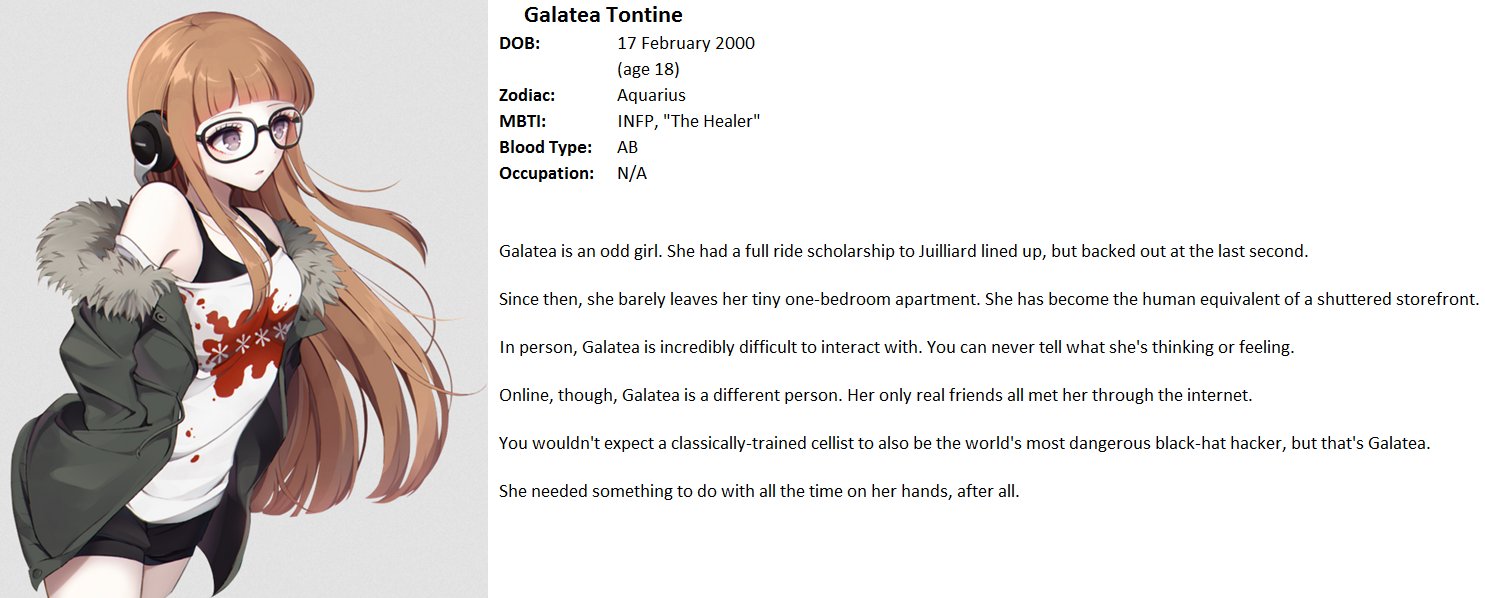 Galatea Tontine
DOB: 17 February 2000
(age 18)
Zodiac: Aquarius
MBTI: INFP, "The Healer"
Blood Type: AB
Occupation: N/A
Galatea is an odd girl. She had a full ride scholarship to Juilliard lined up, but backed out at the last second.
Since then, she barely leaves her tiny one-bedroom apartment. She has become the human equivalent of a shuttered storefront.
In person, Galatea is incredibly difficult to interact with. You can never tell what she's thinking or feeling.
Online, though, Galatea is a different person. Her only real friends all met her through the internet.
You wouldn't expect a classically-trained cellist to also be the world's most dangerous black-hat hacker, but that's Galatea.
She needed something to do with all the time on her hands, after all.